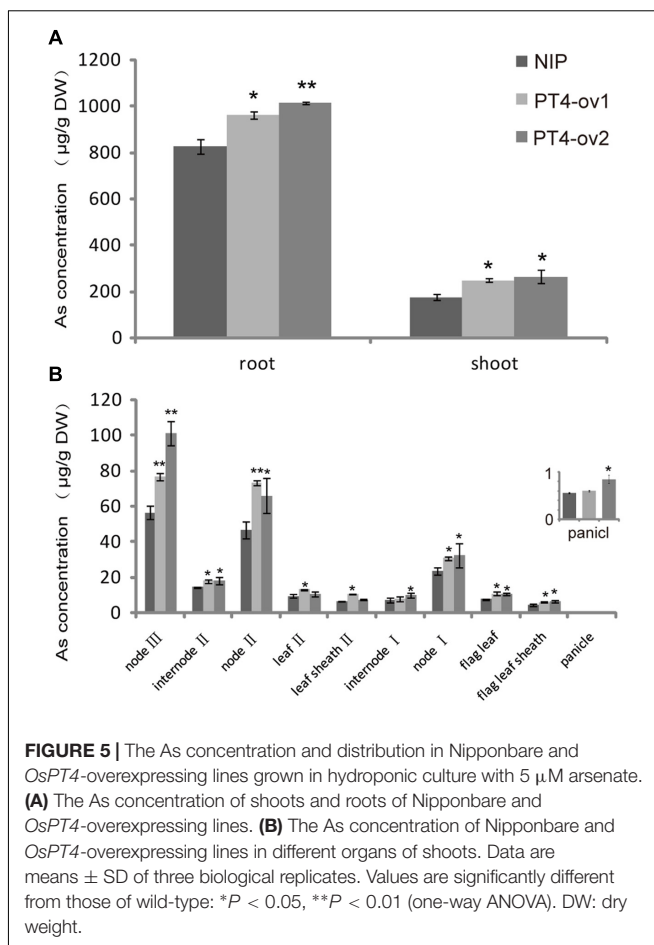 A
1200
1000
800
600
400
200
0
As concentration （ μg/g DW）
NIP
PT4-ov1
PT4-ov2
* ** * *
root shoot
B
120
100
80
60
40
20
0
As concentration （ μg/g DW）
** ** ** * * * * * * * * * * * * *
1
0
*
panicl
node III
internode II
node II
leaf II
leaf sheath II
internode I
node I
flag leaf
flag leaf sheath
panicle
FIGURE 5 | The As concentration and distribution in Nipponbare and
OsPT4-overexpressing lines grown in hydroponic culture with 5 μM arsenate.
(A) The As concentration of shoots and roots of Nipponbare and
OsPT4-overexpressing lines. (B) The As concentration of Nipponbare and
OsPT4-overexpressing lines in different organs of shoots. Data are
means ± SD of three biological replicates. Values are significantly different
from those of wild-type: *P < 0.05, **P < 0.01 (one-way ANOVA). DW: dry
weight.